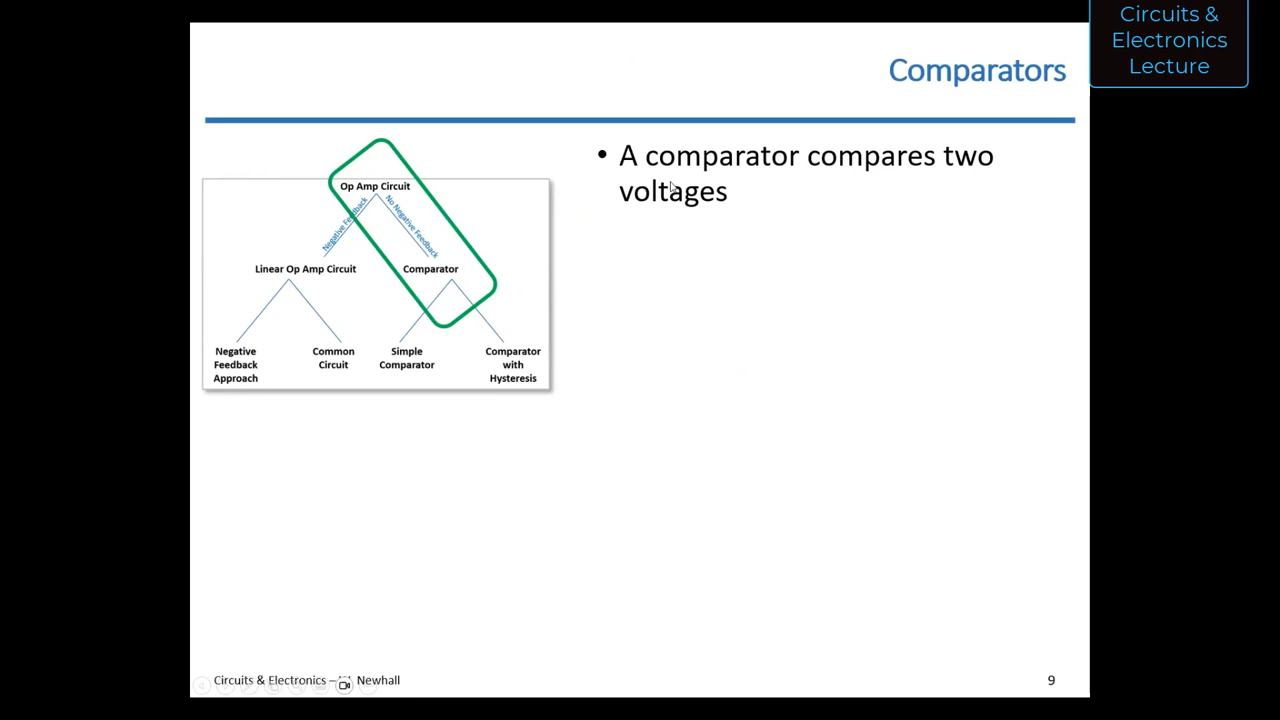 Circuits &
Electronics
Lecture
Comparators
• A comparator compares two
voltages
Op Amp Circuit
Negative Feedback
No Negative Feedback
Linear Op Amp Circuit
Comparator
Negative
Feedback
Approach
Common
Circuit
Simple
Comparator
Comparator
with
Hysteresis
Circuits & Electronics – Newhall
9